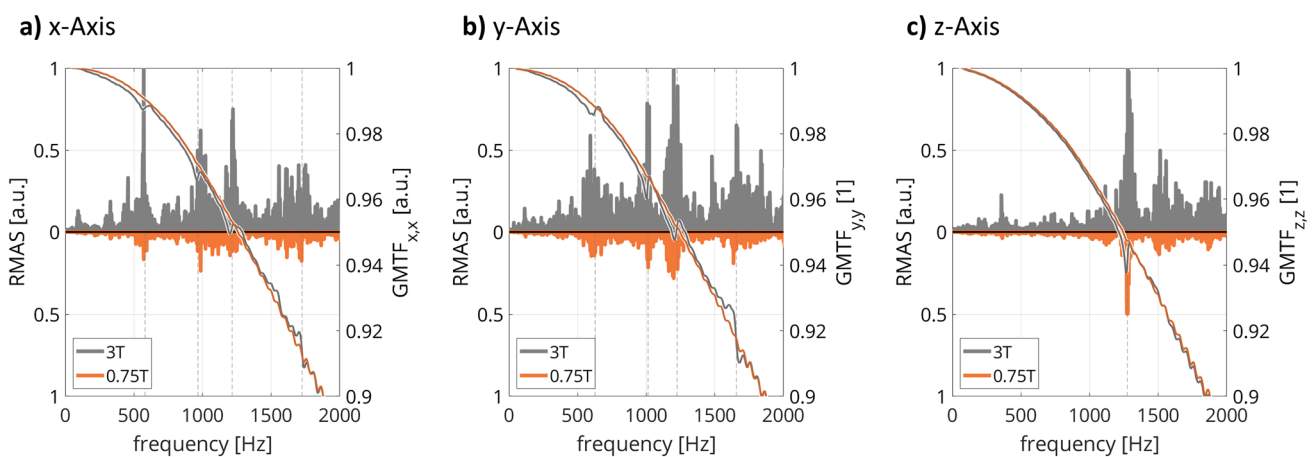 a) x-Axis
1
0.5
0
0.5
1
RMAS [a.u.]
0
500
1000
1500
2000
frequency [Hz]
1
0.98
0.96
0.94
0.92
0.9
GMTFx,x [a.u.]
3T
0.75T
b) y-Axis
1
0.5
0
0.5
1
RMAS [a.u.]
0
500
1000
1500
2000
frequency [Hz]
1
0.98
0.96
0.94
0.92
0.9
GMTFy,y [1]
3T
0.75T
c) z-Axis
1
0.5
0
0.5
1
RMAS [a.u.]
0
500
1000
1500
2000
frequency [Hz]
1
0.98
0.96
0.94
0.92
0.9
GMTFz,z [1]
3T
0.75T